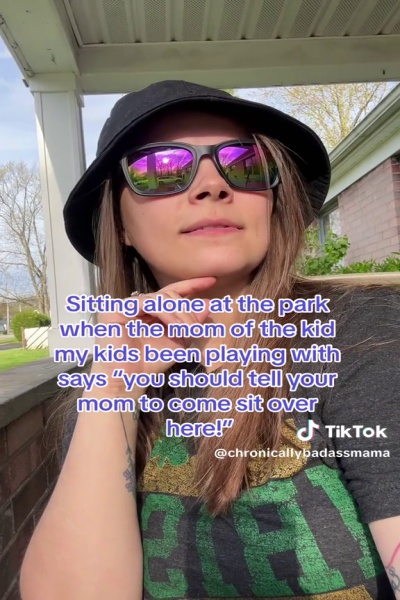 Sitting alone at the park
when the mom of the kid
my kids been playing with
says “you should tell your
mom to come sit over
here!”
TikTok
@chronicallybadassmama